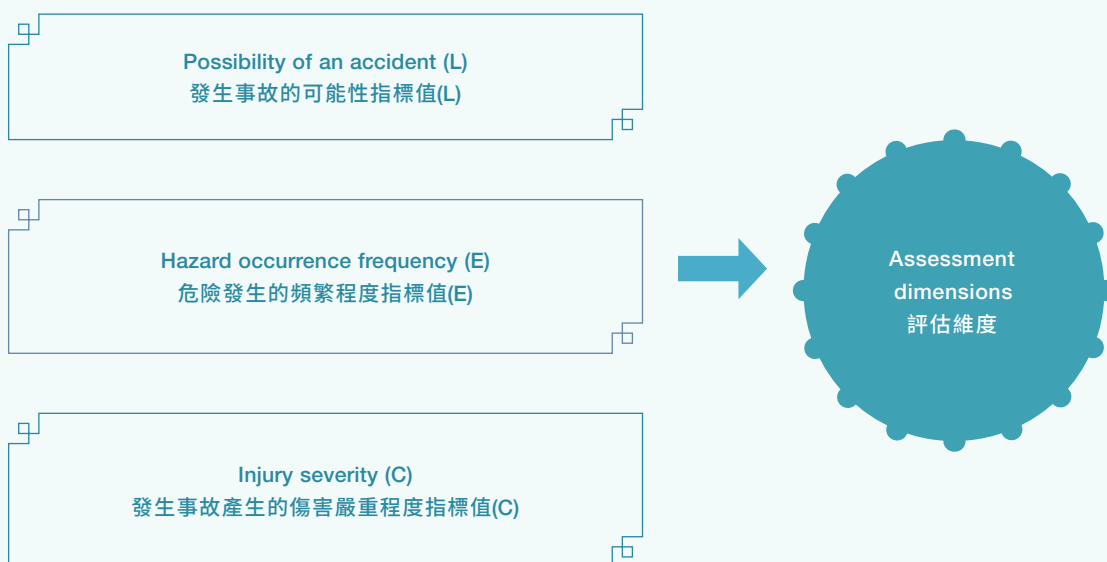 Possibility of an accident (L)
發生事故的可能性指標值(L)
Hazard occurrence frequency (E)
危險發生的頻繁程度指標值(E)
Injury severity (C)
發生事故產生的傷害嚴重程度指標值(C)
Assessment
dimensions
評估維度